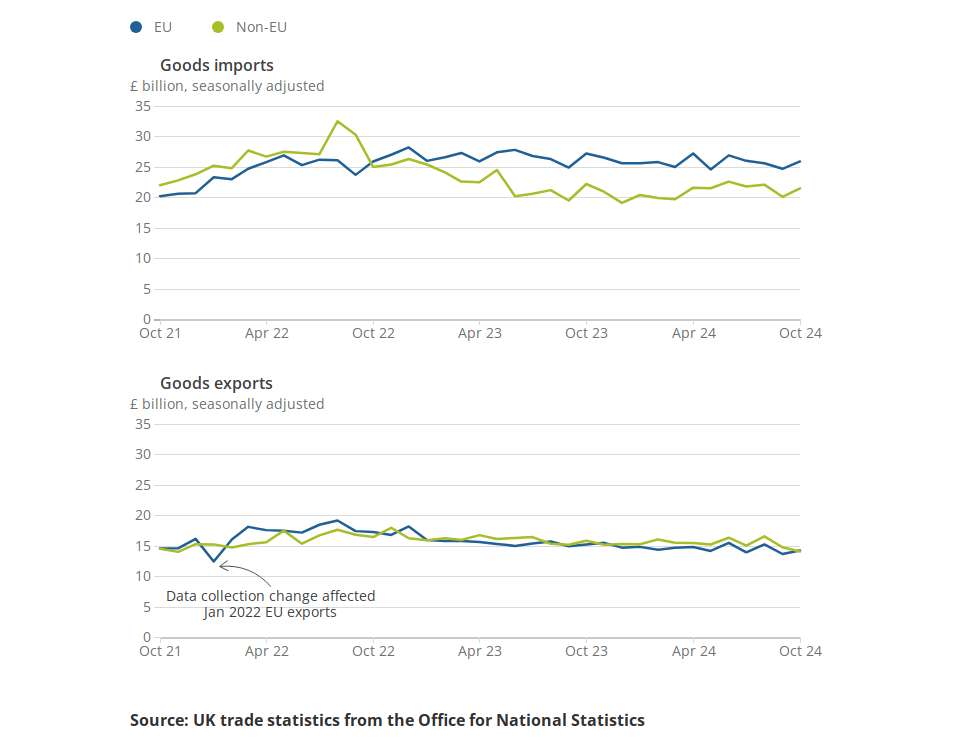 EU Non-EU
Goods imports
£ billion, seasonally adjusted
35
30
25
20
15
10
5
0
Oct 21 Apr 22 Oct 22 Apr 23 Oct 23 Apr 24 Oct 24
Goods exports
£ billion, seasonally adjusted
35
30
25
20
15
10
Data collection change affected
5
Jan 2022 EU exports
0
Oct 21 Apr 22 Oct 22 Apr 23 Oct 23 Apr 24 Oct 24
Source: UK trade statistics from the Office for National Statistics